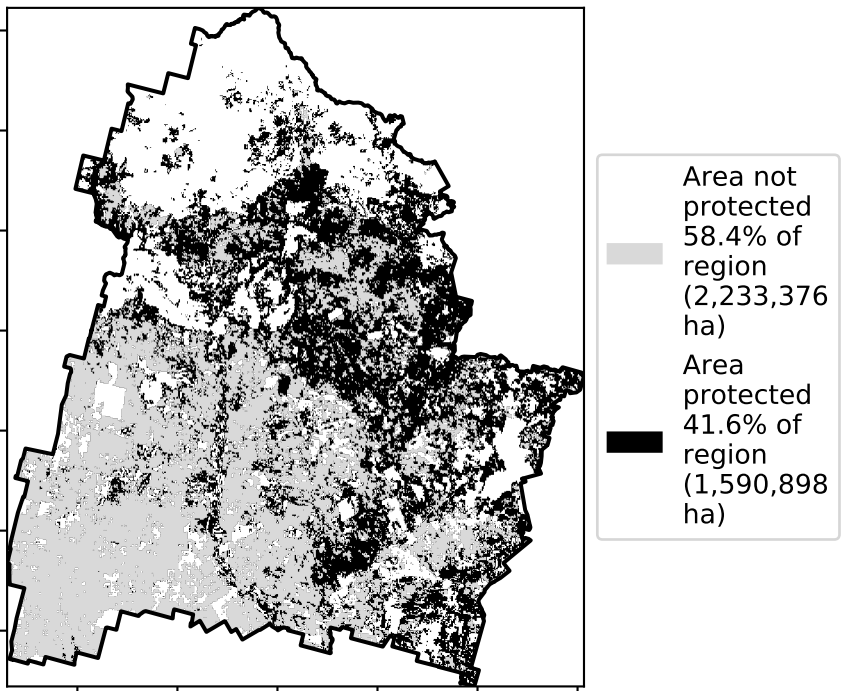 Area not
protected
58.4% of
region
(2,233,376
ha)
Area
protected
41.6% of
region
(1,590,898
ha)